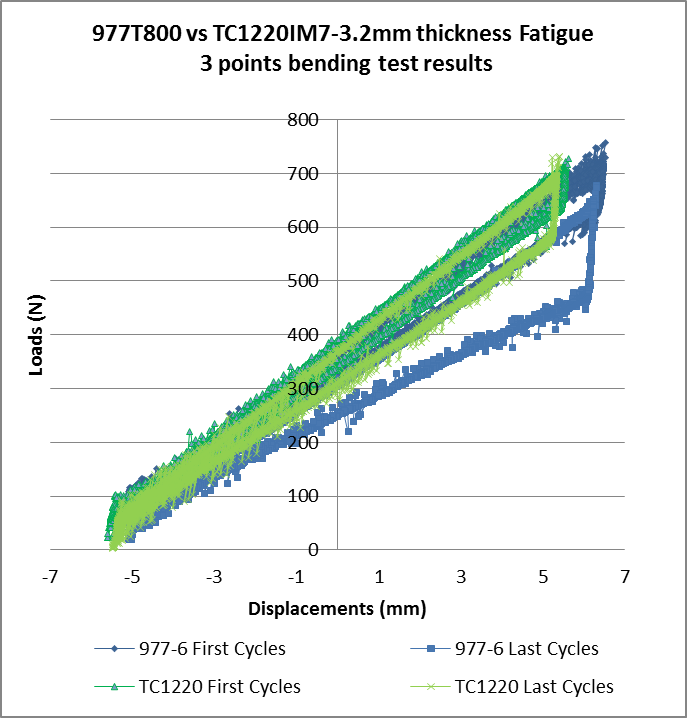 977T800 vs TC1220IM7-3.2mm thickness Fatigue
3 points bending test results
800
700
600
500
400
300
200
100
0
Loads (N)
-7 -5 -3 -1 1 3 5 7
Displacements (mm)
977-6 First Cycles 977-6 Last Cycles
TC1220 First Cycles TC1220 Last Cycles